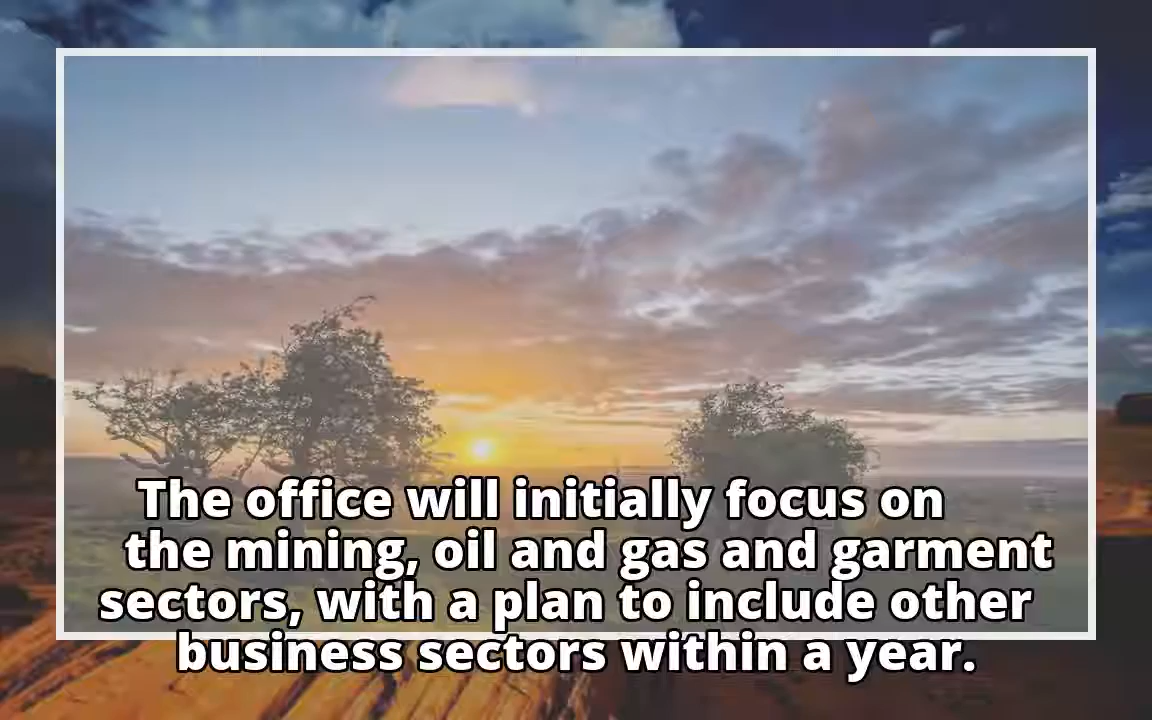 The office will initially focus on
the mining, oil and gas and garment
sectors, with a plan to include other
business sectors within a year.